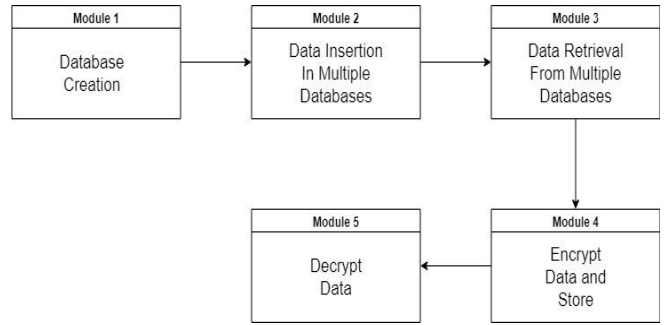 Module 1
Database
Creation
Module 2
Data Insertion
In Multiple
Databases
Module 3
Data Retrieval
From Multiple
Databases
Module 4
Encrypt
Data and
Store
Module 5
Decrypt
Data